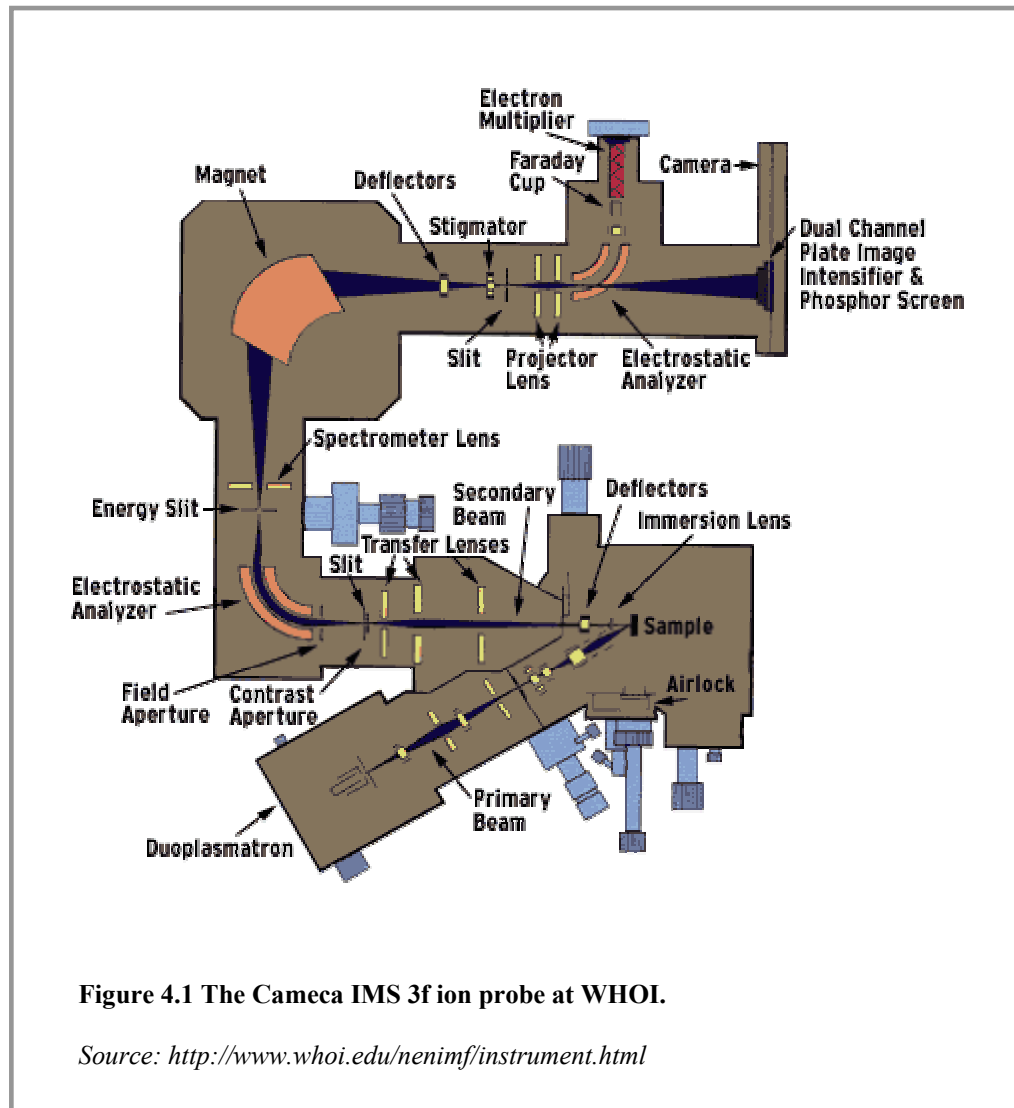 Electron
Multiplier
Faraday
Cup
Camera
Magnet
Deflectors
Stigmator
Dual Channel
Plate Image
Intensifier &
Phosphor Screen
Slit
Projector
Lens
Electrostatic
Analyzer
Spectrometer Lens
Energy Slit
Secondary
Beam
Deflectors
Immersion Lens
Transfer Lenses
Slit
Electrostatic
Analyzer
Sample
Field
Aperture
Contrast
Aperture
Airlock
Primary
Beam
Duoplasmatron
Figure 4.1 The Cameca IMS 3f ion probe at WHOI.
Source: http://www.whoi.edu/nenimf/instrument.html